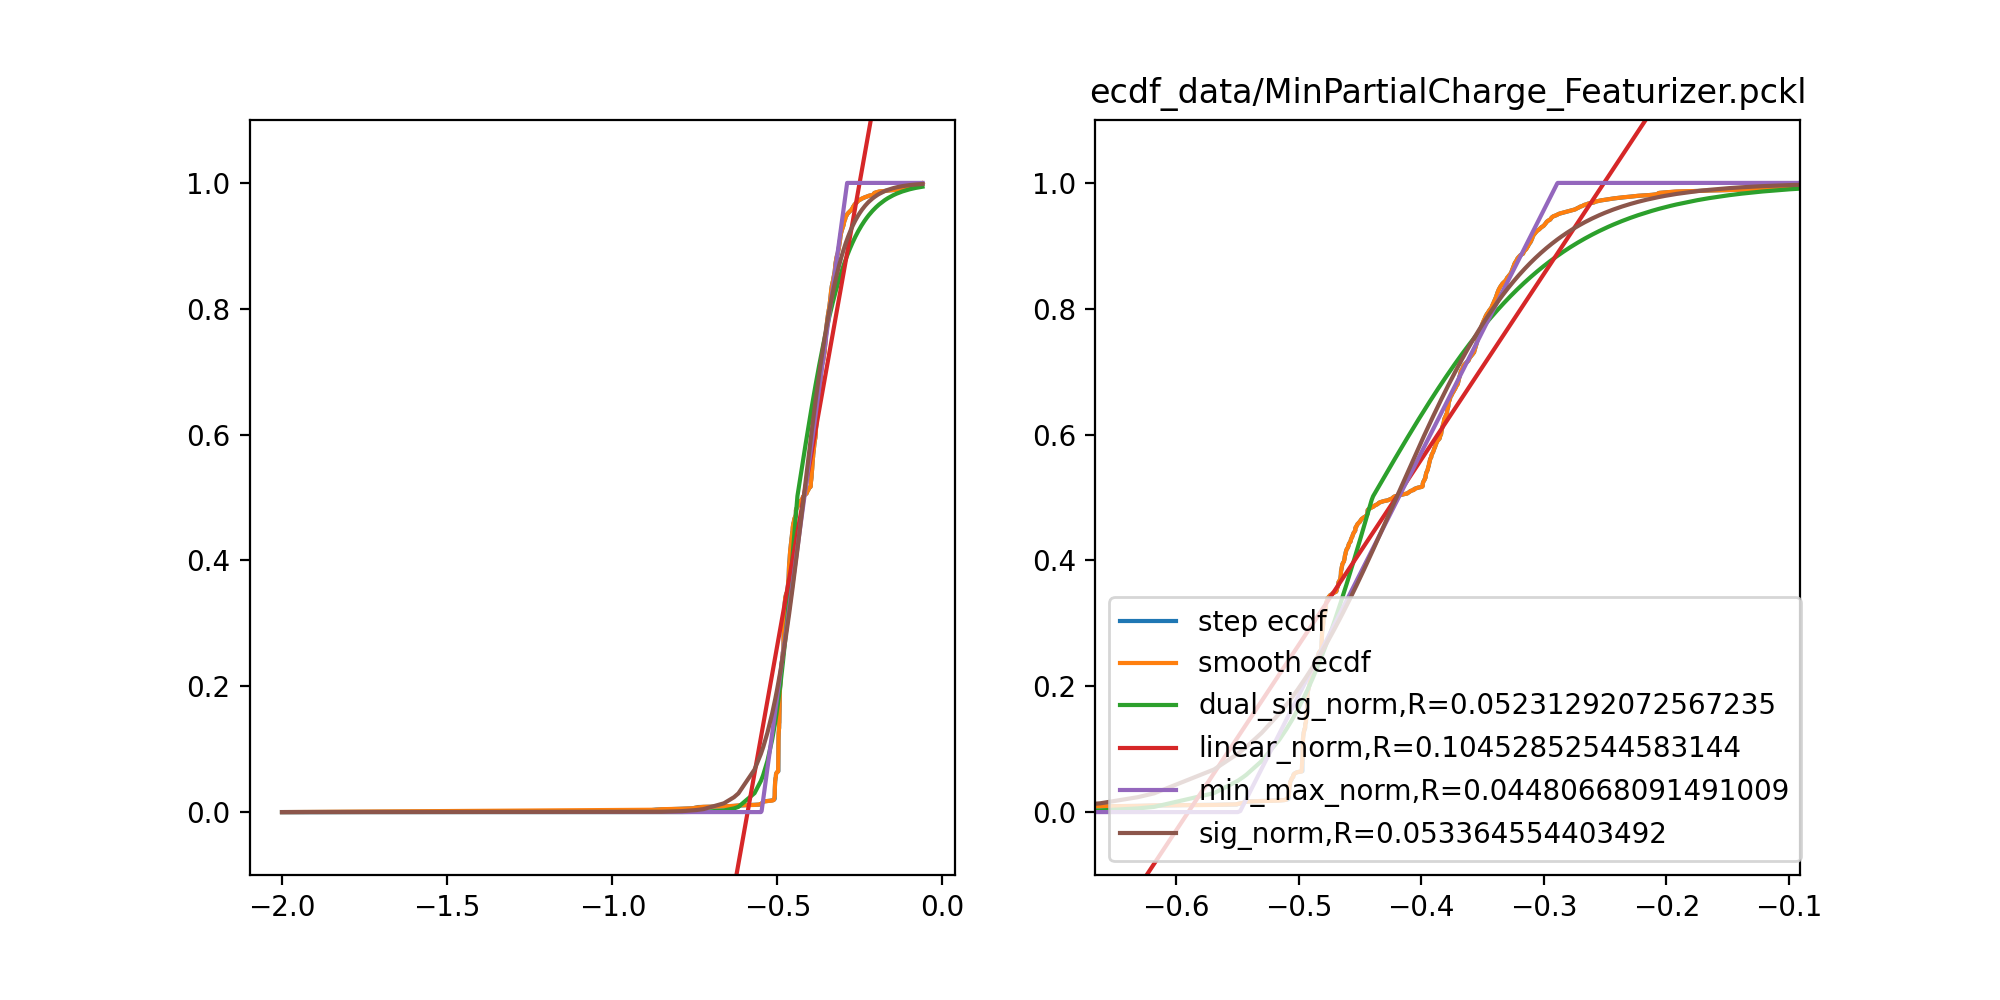 ecdf_data/MinPartialCharge_Featurizer.pckl
1.0
0.8
0.6
0.4
0.2
0.0
−2.0 −1.5 −1.0 −0.5 0.0
1.0
0.8
0.6
0.4
0.2
0.0
step ecdf
smooth ecdf
dual_sig_norm,R=0.05231292072567235
linear_norm,R=0.10452852544583144
min_max_norm,R=0.04480668091491009
sig_norm,R=0.053364554403492
−0.6 −0.5 −0.4 −0.3 −0.2 −0.1